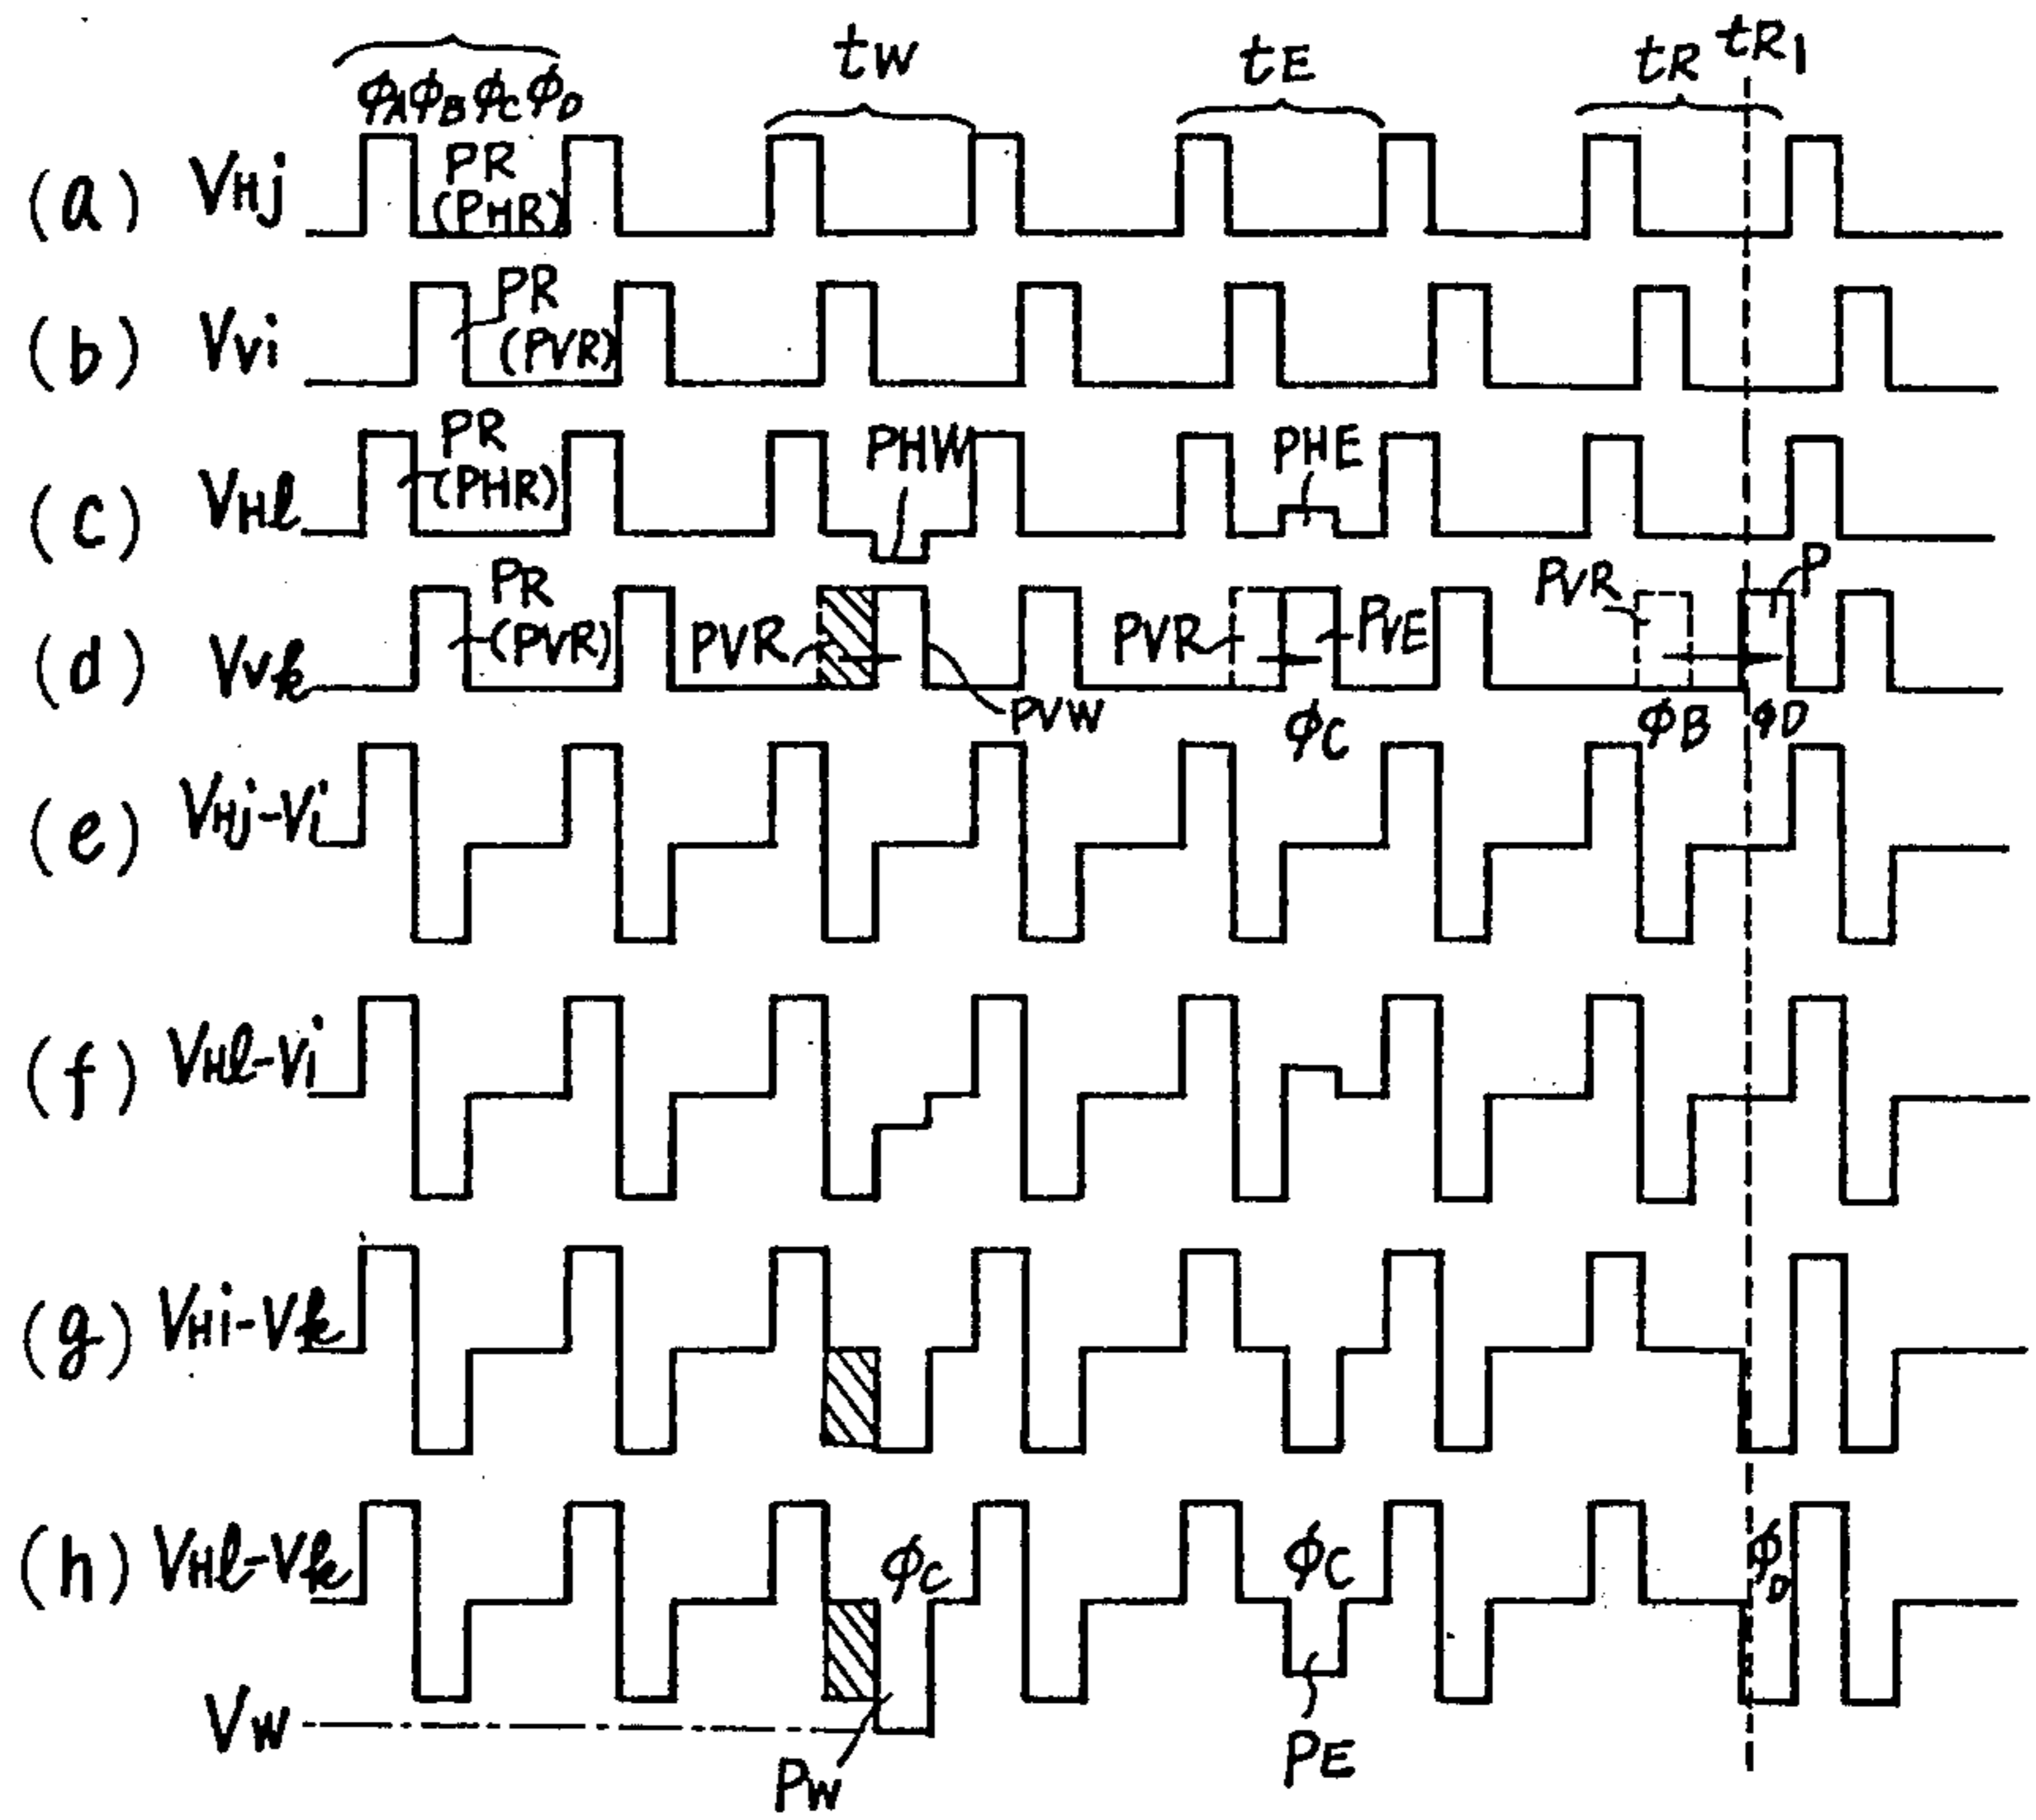 tW tE tR tR1
ϕA ϕB ϕC ϕD
(a) VHj PR
(PHR)
(b) Vvi PR
(PVR)
(c) VHl PR
(PHR) PHW PHE
(d) Vvk PR
(PVR) PVR PVW PVR PVE PVR P
ϕC ϕB ϕD
(e) VHj-Vi
(f) VHl-Vi
(g) VHi-Vk
(h) VHl-Vk ϕC ϕC ϕD
VW PW PE